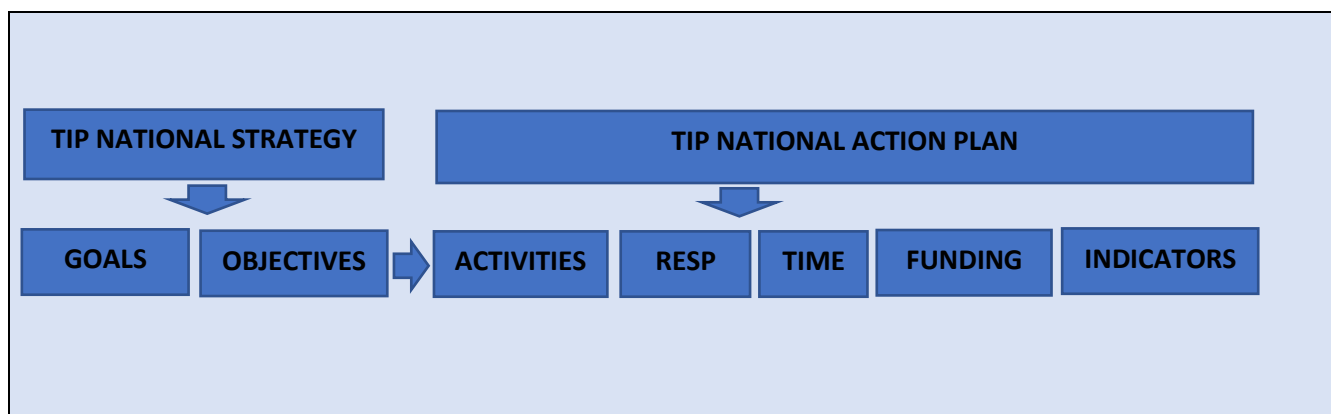 TIP NATIONAL STRATEGY
TIP NATIONAL ACTION PLAN
GOALS
OBJECTIVES
ACTIVITIES
RESP
TIME
FUNDING
INDICATORS